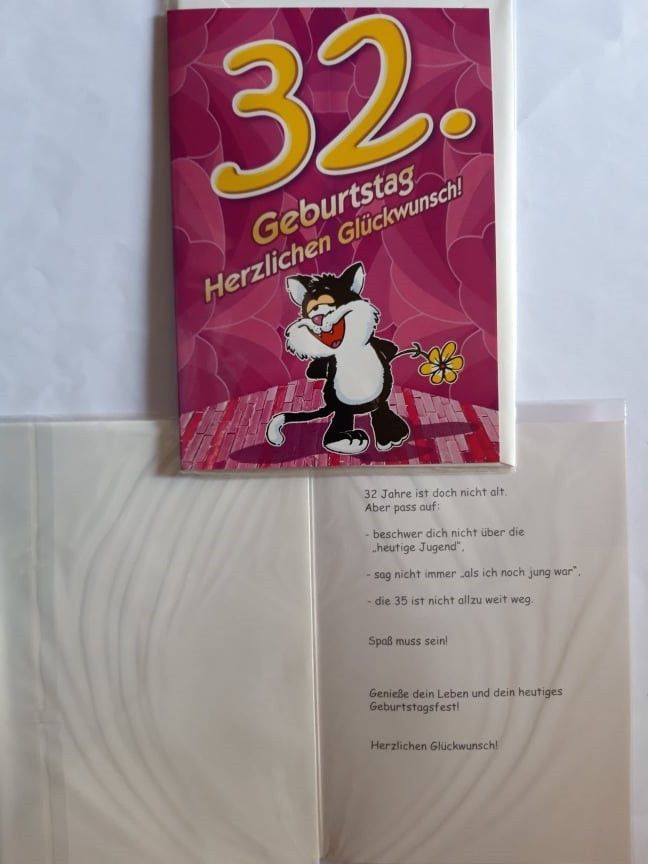 32.
Geburtstag
Herzlichen Glückwunsch!
32 Jahre ist doch nicht alt.
Aber pass auf:
- beschwer dich nicht über die
„heutige Jugend“,
- sag nicht immer „als ich noch jung war“,
- die 35 ist nicht allzu weit weg.
Spaß muss sein!
Genieße dein Leben und dein heutiges
Geburtstagsfest!
Herzlichen Glückwunsch!